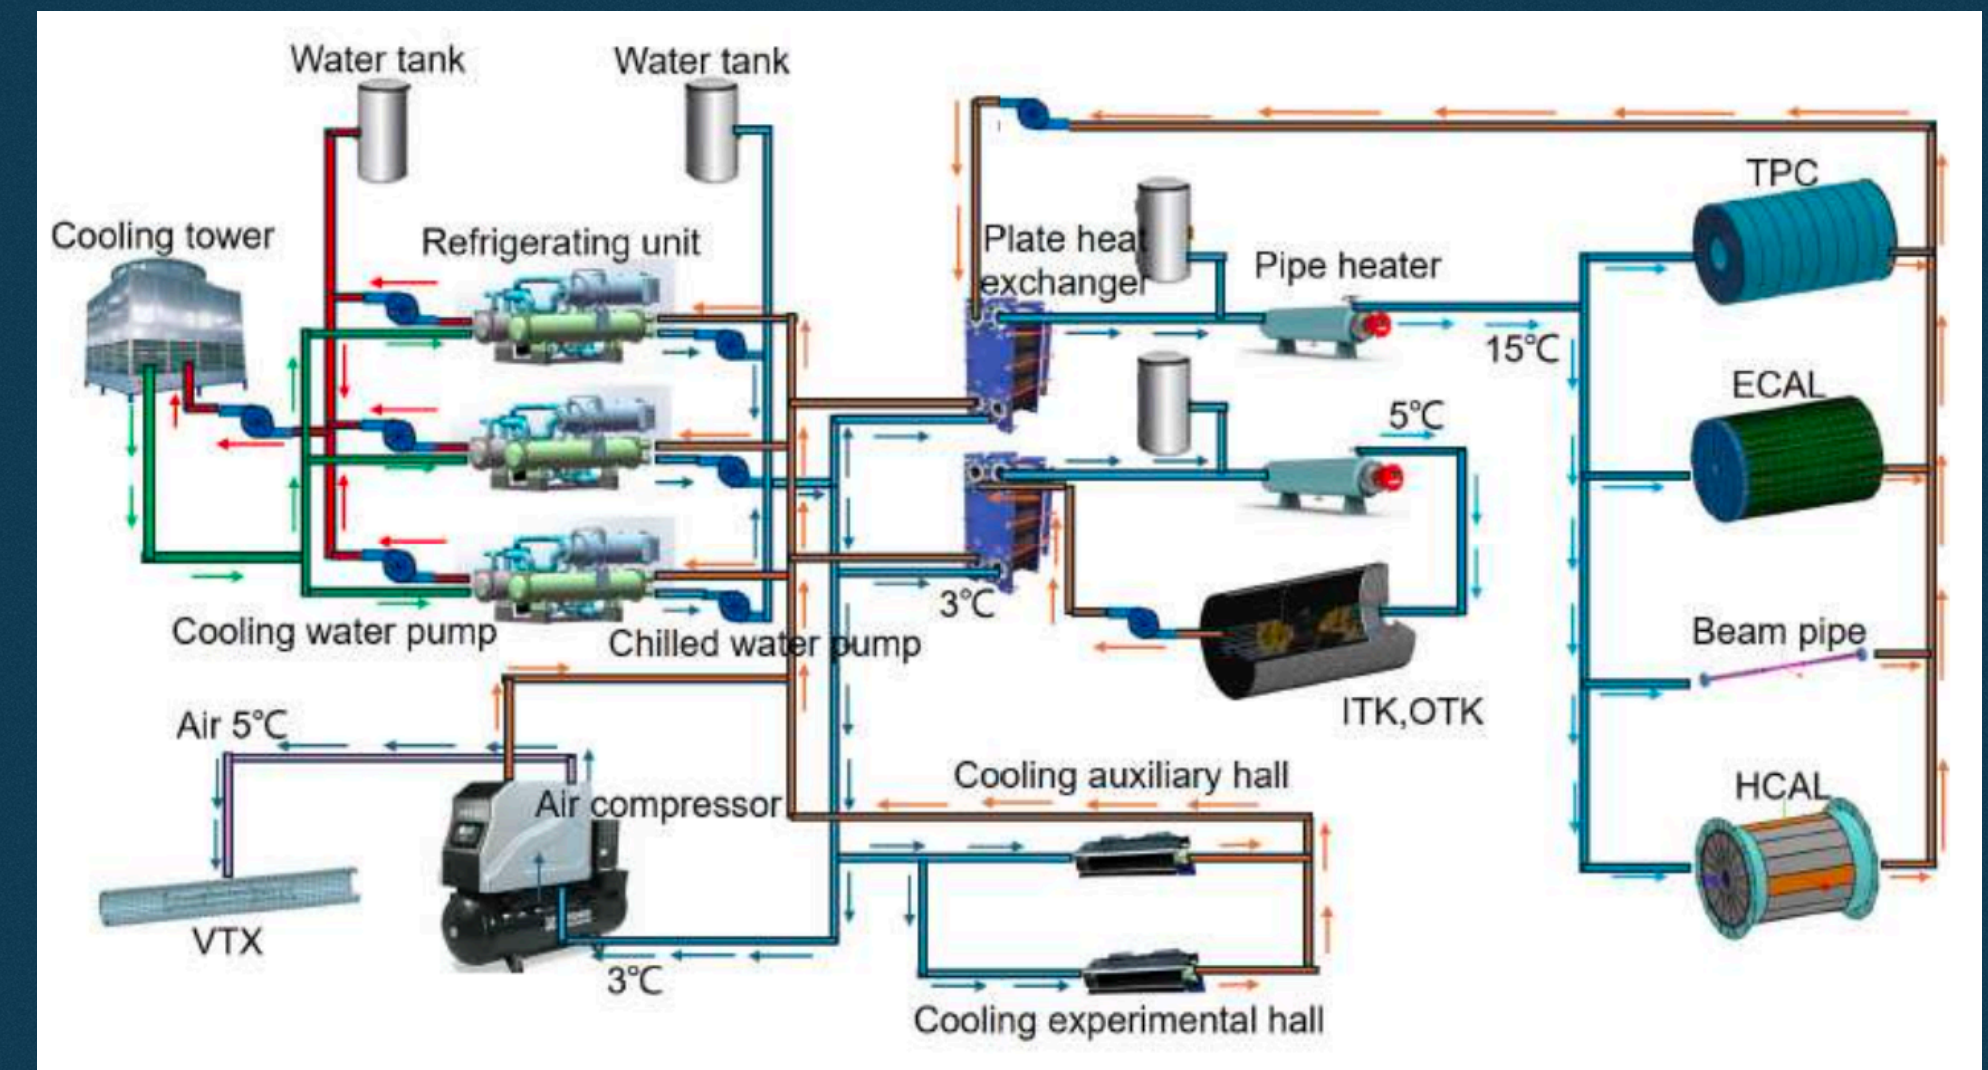 Water tank
Water tank
Cooling tower
Refrigerating unit
TPC
Plate heat
exchanger
Pipe heater
15℃
ECAL
5℃
3℃
Cooling water pump
Chilled water pump
Beam pipe
ITK,OTK
Air 5℃
Air compressor
Cooling auxiliary hall
HCAL
VTX
3℃
Cooling experimental hall